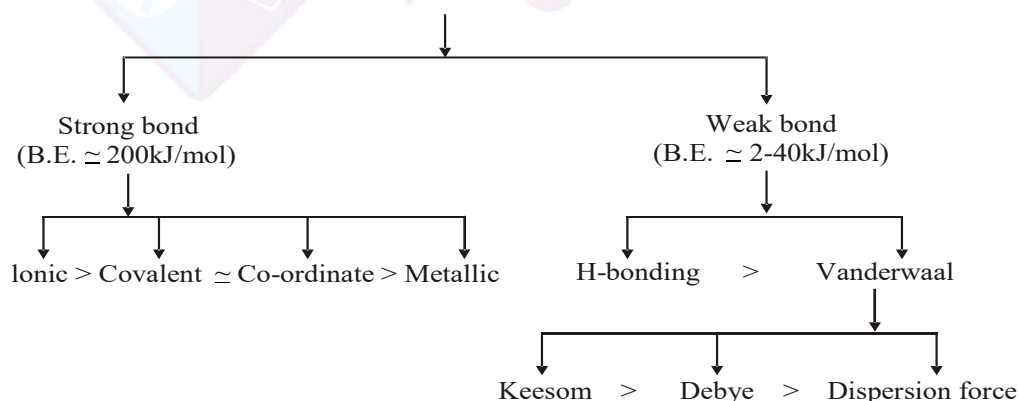 Strong bond
(B.E. ≃ 200kJ/mol)
Weak bond
(B.E. ≃ 2-40kJ/mol)
lonic > Covalent ≃ Co-ordinate > Metallic
H-bonding > Vanderwaal
Keesom > Debye > Dispersion force